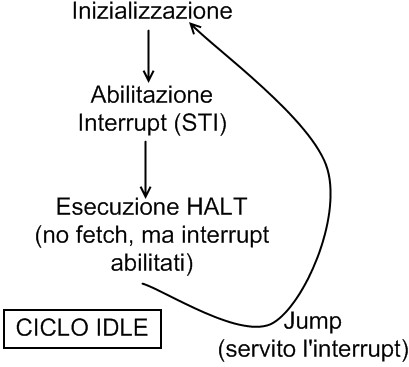 Inizializzazione
Abilitazione
Interrupt (STI)
Esecuzione HALT
(no fetch, ma interrupt
abilitati)
CICLO IDLE
Jump
(servito l'interrupt)